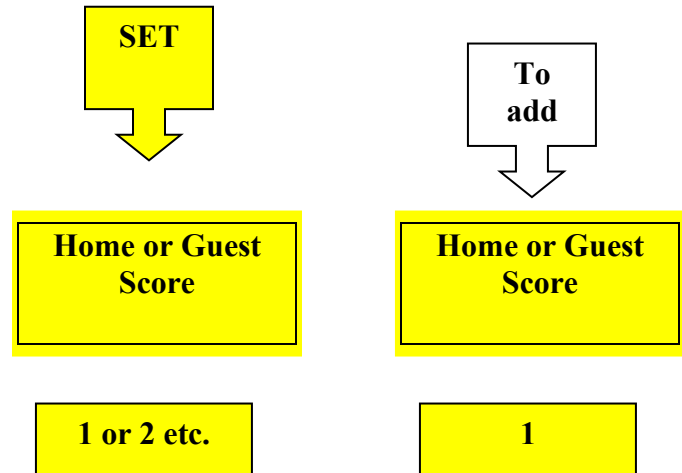 SET
To
add
Home or Guest
Score
Home or Guest
Score
1 or 2 etc.
1